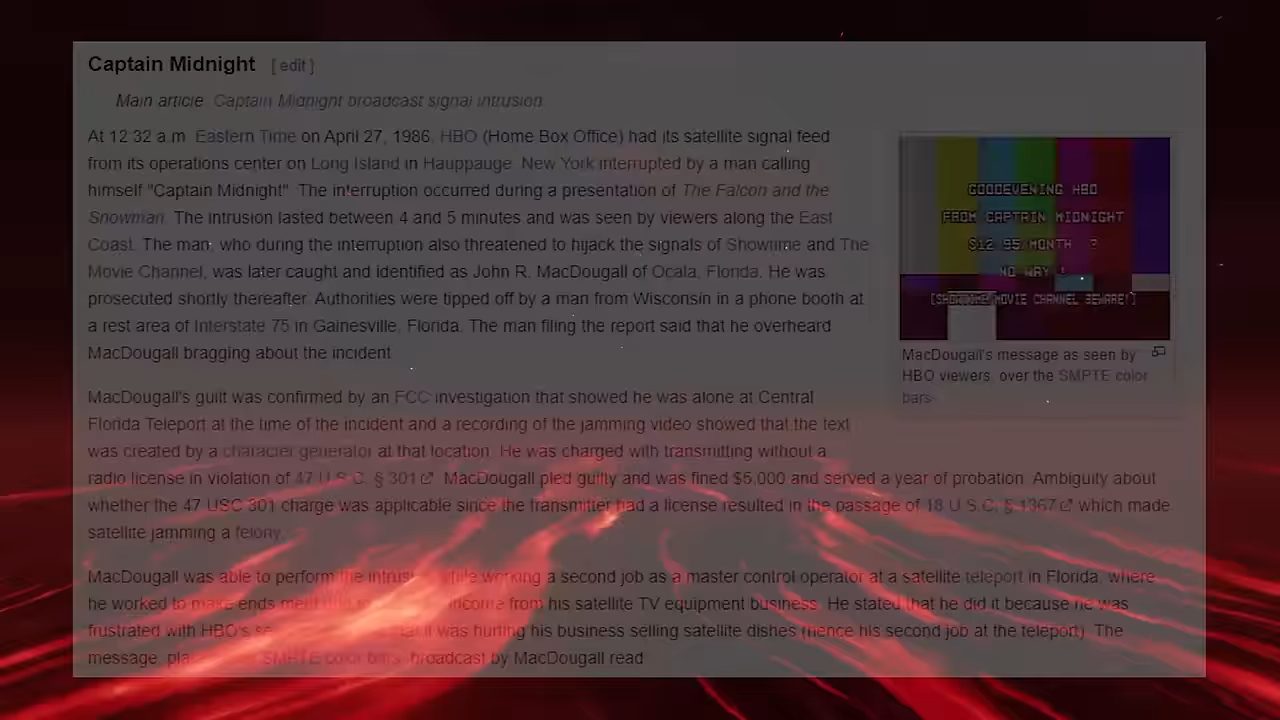 Captain Midnight [ edit ]
Main article: Captain Midnight broadcast signal intrusion
At 12:32 a.m. Eastern Time on April 27, 1986, HBO (Home Box Office) had its satellite signal feed
from its operations center on Long Island in Hauppauge, New York interrupted by a man calling
himself "Captain Midnight". The interruption occurred during a presentation of The Falcon and the
Snowman. The intrusion lasted between 4 and 5 minutes and was seen by viewers along the East
Coast. The man, who during the interruption also threatened to hijack the signals of Showtime and The
Movie Channel, was later caught and identified as John R. MacDougall of Ocala, Florida. He was
prosecuted shortly thereafter. Authorities were tipped off by a man from Wisconsin in a phone booth at
a rest area of Interstate 75 in Gainesville, Florida. The man filing the report said that he overheard
MacDougall bragging about the incident.
GOODEVENING HBO
FROM CAPTAIN MIDNIGHT
$12.95/MONTH ?
NO WAY !
[SHOWTIME/MOVIE CHANNEL BEWARE!]
MacDougall's message as seen by
HBO viewers, over the SMPTE color
bars.
MacDougall's guilt was confirmed by an FCC investigation that showed he was alone at Central
Florida Teleport at the time of the incident and a recording of the jamming video showed that the text
was created by a character generator at that location. He was charged with transmitting without a
radio license in violation of 47 U.S.C. § 301. MacDougall pled guilty and was fined $5,000 and served a year of probation. Ambiguity about
whether the 47 USC 301 charge was applicable since the transmitter had a license resulted in the passage of 18 U.S.C. § 1367 which made
satellite jamming a felony.
MacDougall was able to perform the intrusion while working a second job as a master control operator at a satellite teleport in Florida, where
he worked to make ends meet income from his satellite TV equipment business. He stated that he did it because he was
frustrated with HBO's it was hurting his business selling satellite dishes (hence his second job at the teleport). The
message, SMPTE color bars, broadcast by MacDougall read